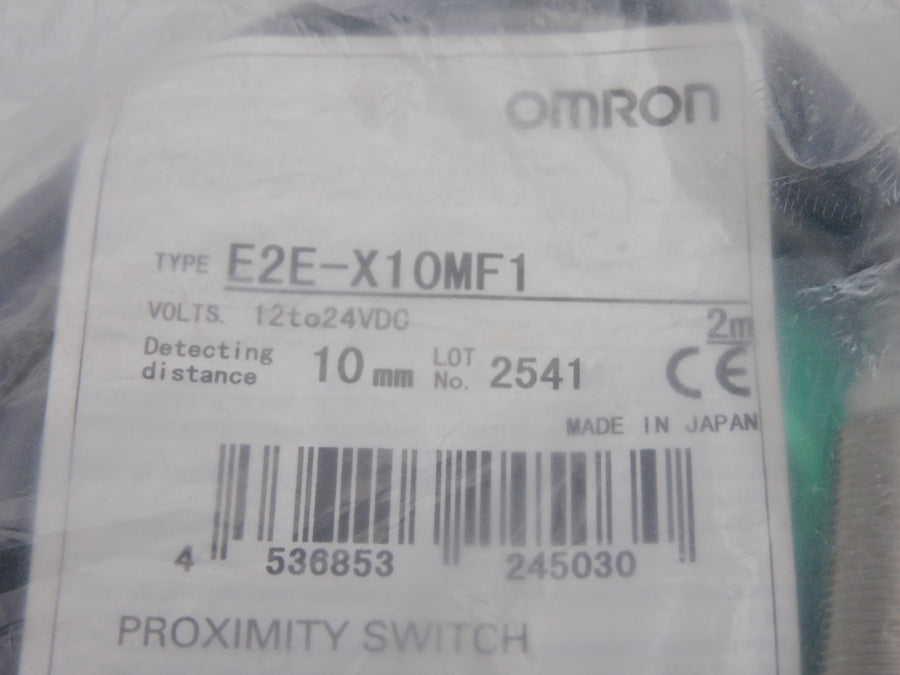 OMRON
TYPE E2E-X10MF1
VOLTS. 12to24VDC 2m
Detecting distance 10 mm LOT No. 2541 CE
MADE IN JAPAN
4 536853 245030
PROXIMITY SWITCH